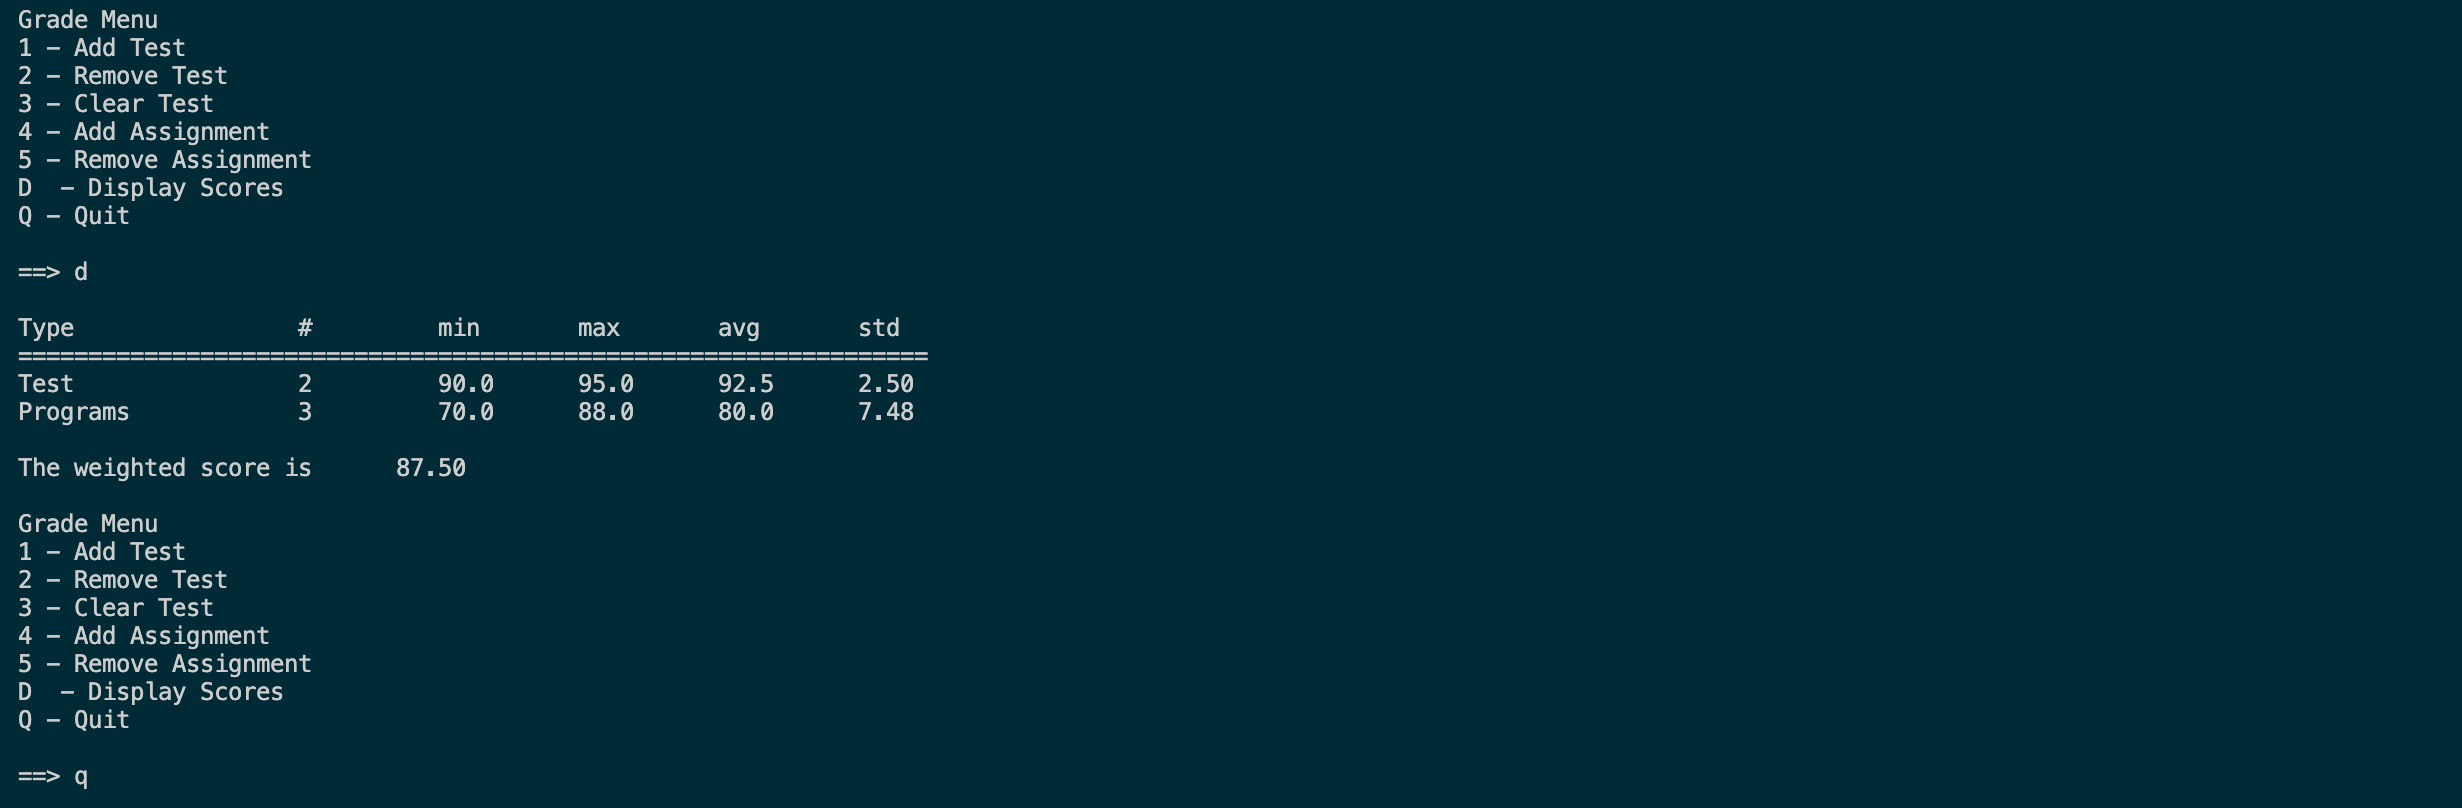 Grade Menu
1 – Add Test
2 – Remove Test
3 – Clear Test
4 – Add Assignment
5 – Remove Assignment
D  – Display Scores
Q – Quit

==> d

Type                #         min       max       avg       std
=================================================================
Test                2         90.0      95.0      92.5      2.50
Programs            3         70.0      88.0      80.0      7.48

The weighted score is      87.50

Grade Menu
1 – Add Test
2 – Remove Test
3 – Clear Test
4 – Add Assignment
5 – Remove Assignment
D  – Display Scores
Q – Quit

==> q